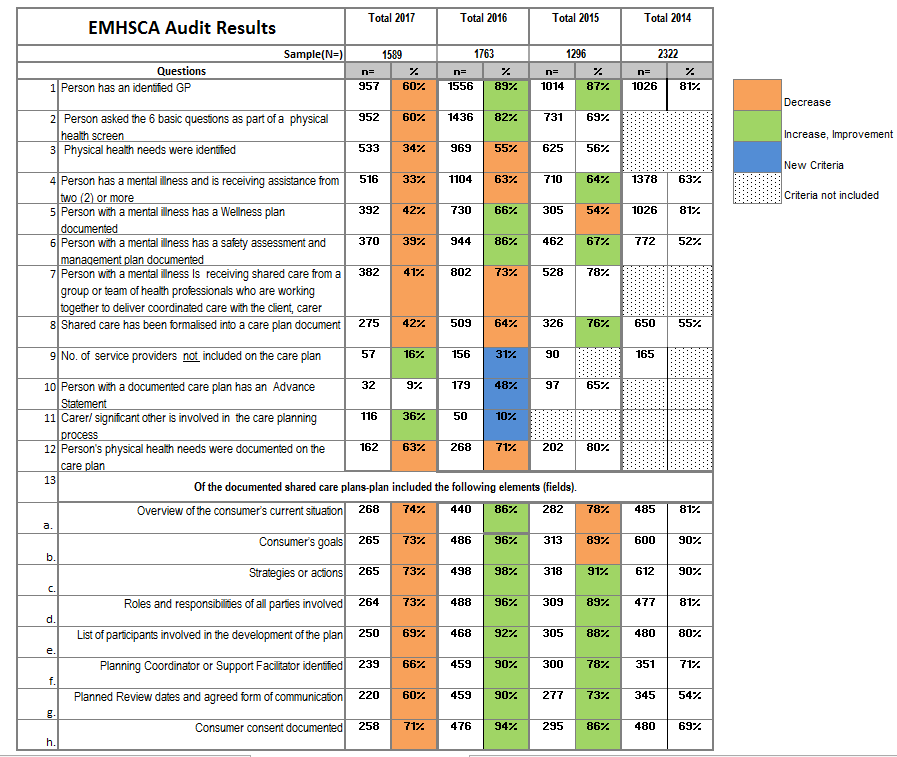 EMHSCA Audit Results Total 2017 Total 2016 Total 2015 Total 2014
Sample(N=) 1589 1763 1296 2322
Questions n= % n= % n= % n= %
1 Person has an identified GP 957 60% 1556 89% 1014 87% 1026 81%
2 Person asked the 6 basic questions as part of a physical 952 60% 1436 82% 731 69%
health screen
3 Physical health needs were identified 533 34% 969 55% 625 56%
4 Person has a mental illness and is receiving assistance from 516 33% 1104 63% 710 64% 1378 63%
two (2) or more
5 Person with a mental illness has a Wellness plan 392 42% 730 66% 305 54% 1026 81%
documented
6 Person with a mental illness has a safety assessment and 370 39% 944 86% 462 67% 772 52%
management plan documented
7 Person with a mental illness Is receiving shared care from a 382 41% 802 73% 528 78%
group or team of health professionals who are working
together to deliver coordinated care with the client, carer
8 Shared care has been formalised into a care plan document 275 42% 509 64% 326 76% 650 55%
9 No. of service providers not included on the care plan 57 16% 156 31% 90 165
10 Person with a documented care plan has an Advance 32 9% 179 48% 97 65%
Statement
11 Carer/ significant other is involved in the care planning 116 36% 50 10%
process
12 Person's physical health needs were documented on the 162 63% 268 71% 202 80%
care plan
13 Of the documented shared care plans-plan included the following elements (fields).
a. Overview of the consumer's current situation 268 74% 440 86% 282 78% 485 81%
b. Consumer's goals 265 73% 486 96% 313 89% 600 90%
c. Strategies or actions 265 73% 498 98% 318 91% 612 90%
d. Roles and responsibilities of all parties involved 264 73% 488 96% 309 89% 477 81%
e. List of participants involved in the development of the plan 250 69% 468 92% 305 88% 480 80%
f. Planning Coordinator or Support Facilitator identified 239 66% 459 90% 300 78% 351 71%
g. Planned Review dates and agreed form of communication 220 60% 459 90% 277 73% 345 54%
h. Consumer consent documented 258 71% 476 94% 295 86% 480 69%
Decrease
Increase, Improvement
New Criteria
Criteria not included